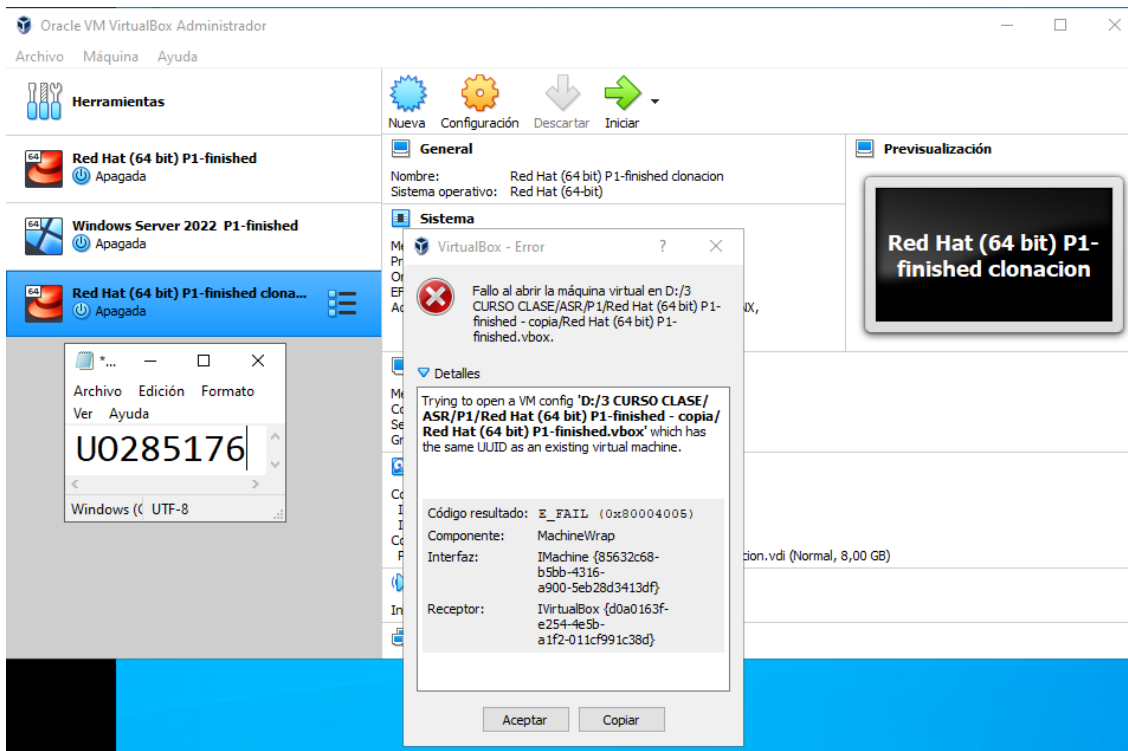 Oracle VM VirtualBox Administrador
Archivo Máquina Ayuda
Herramientas
Nueva Configuración Descartar Iniciar
64 Red Hat (64 bit) P1-finished
Apagada
64 Windows Server 2022 P1-finished
Apagada
64 Red Hat (64 bit) P1-finished clona...
Apagada
General
Nombre: Red Hat (64 bit) P1-finished clonacion
Sistema operativo: Red Hat (64-bit)
Sistema
Previsualización
Red Hat (64 bit) P1-
finished clonacion
*...
Archivo Edición Formato
Ver Ayuda
UO285176
Windows (C UTF-8
VirtualBox - Error ? ×
Fallo al abrir la máquina virtual en D:/3
CURSO CLASE/ASR/P1/Red Hat (64 bit) P1-
finished - copia/Red Hat (64 bit) P1-
finished.vbox.
Detalles
Trying to open a VM config 'D:/3 CURSO CLASE/
ASR/P1/Red Hat (64 bit) P1-finished - copia/
Red Hat (64 bit) P1-finished.vbox' which has
the same UUID as an existing virtual machine.
Código resultado: E_FAIL (0x80004005)
Componente: MachineWrap
Interfaz: IMachine {85632c68-
b5bb-4316-
a900-5eb28d3413df}
Receptor: IVirtualBox {d0a0163f-
e254-4e5b-
a1f2-011cf991c38d}
Aceptar Copiar
cion.vdi (Normal, 8,00 GB)